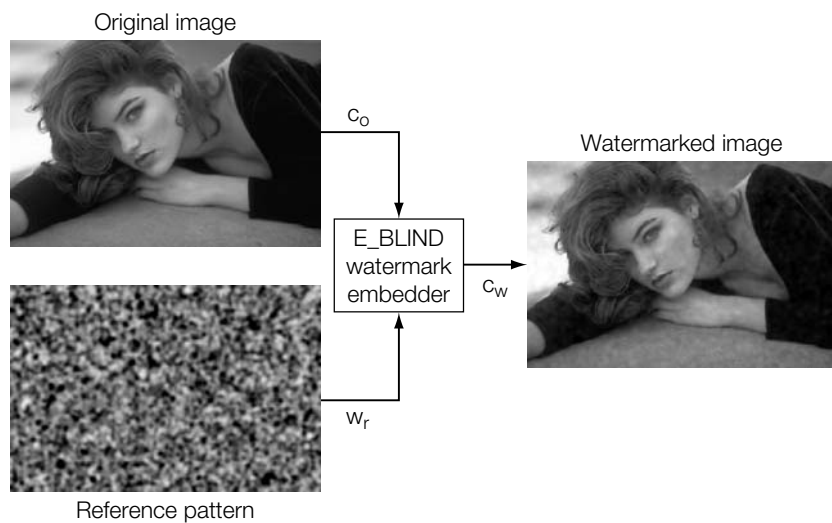 Original image
c_o
Watermarked image
E_BLIND
watermark
embedder
c_w
w_r
Reference pattern